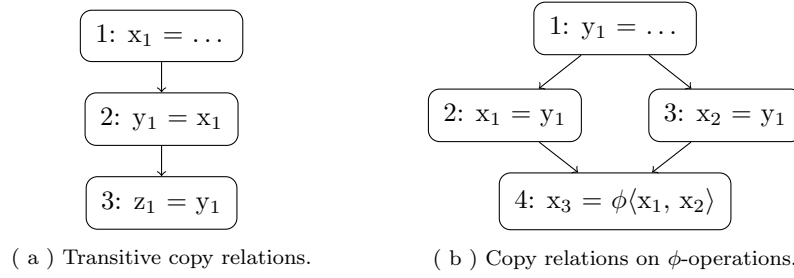 1: x₁ = . . .
2: y₁ = x₁
3: z₁ = y₁
( a ) Transitive copy relations.
1: y₁ = . . .
2: x₁ = y₁
3: x₂ = y₁
4: x₃ = ϕ⟨x₁, x₂⟩
( b ) Copy relations on ϕ-operations.